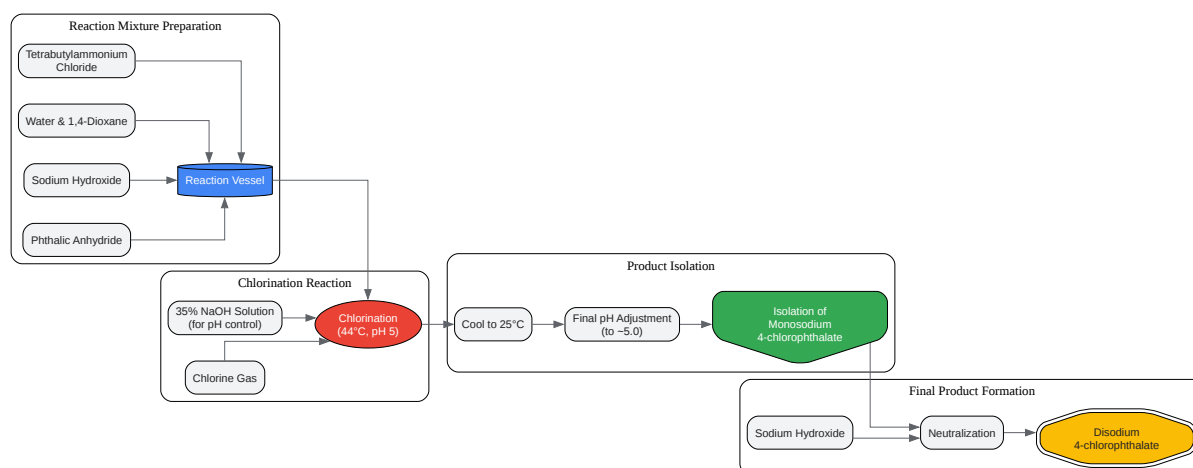 Reaction Mixture Preparation
Tetrabutylammonium
Chloride
Water & 1,4-Dioxane
Sodium Hydroxide
Reaction Vessel
Phthalic Anhydride
Chlorination Reaction
35% NaOH Solution
(for pH control)
Chlorination
(44°C, pH 5)
Chlorine Gas
Product Isolation
Cool to 25°C
Final pH Adjustment
(to ~5.0)
Isolation of
Monosodium
4-chlorophthalate
Final Product Formation
Sodium Hydroxide
Neutralization
Disodium
4-chlorophthalate